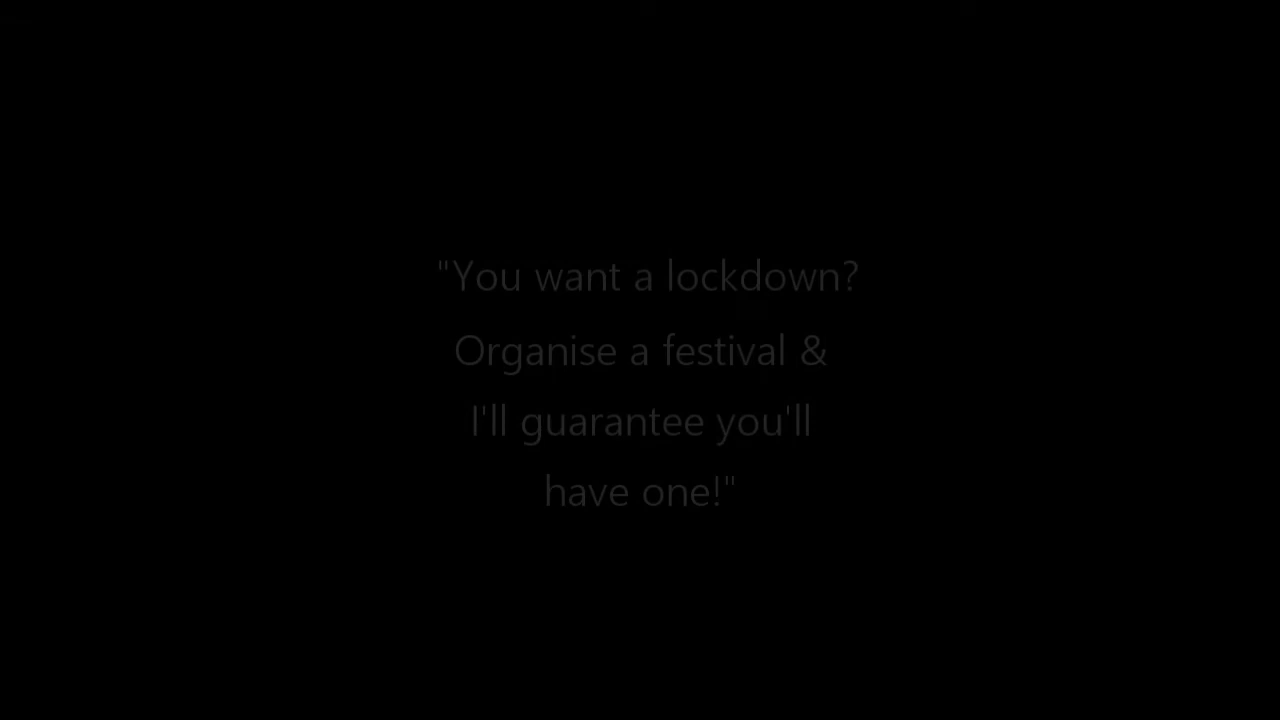 "You want a lockdown?
Organise a festival &
I'll guarantee you'll
have one!"